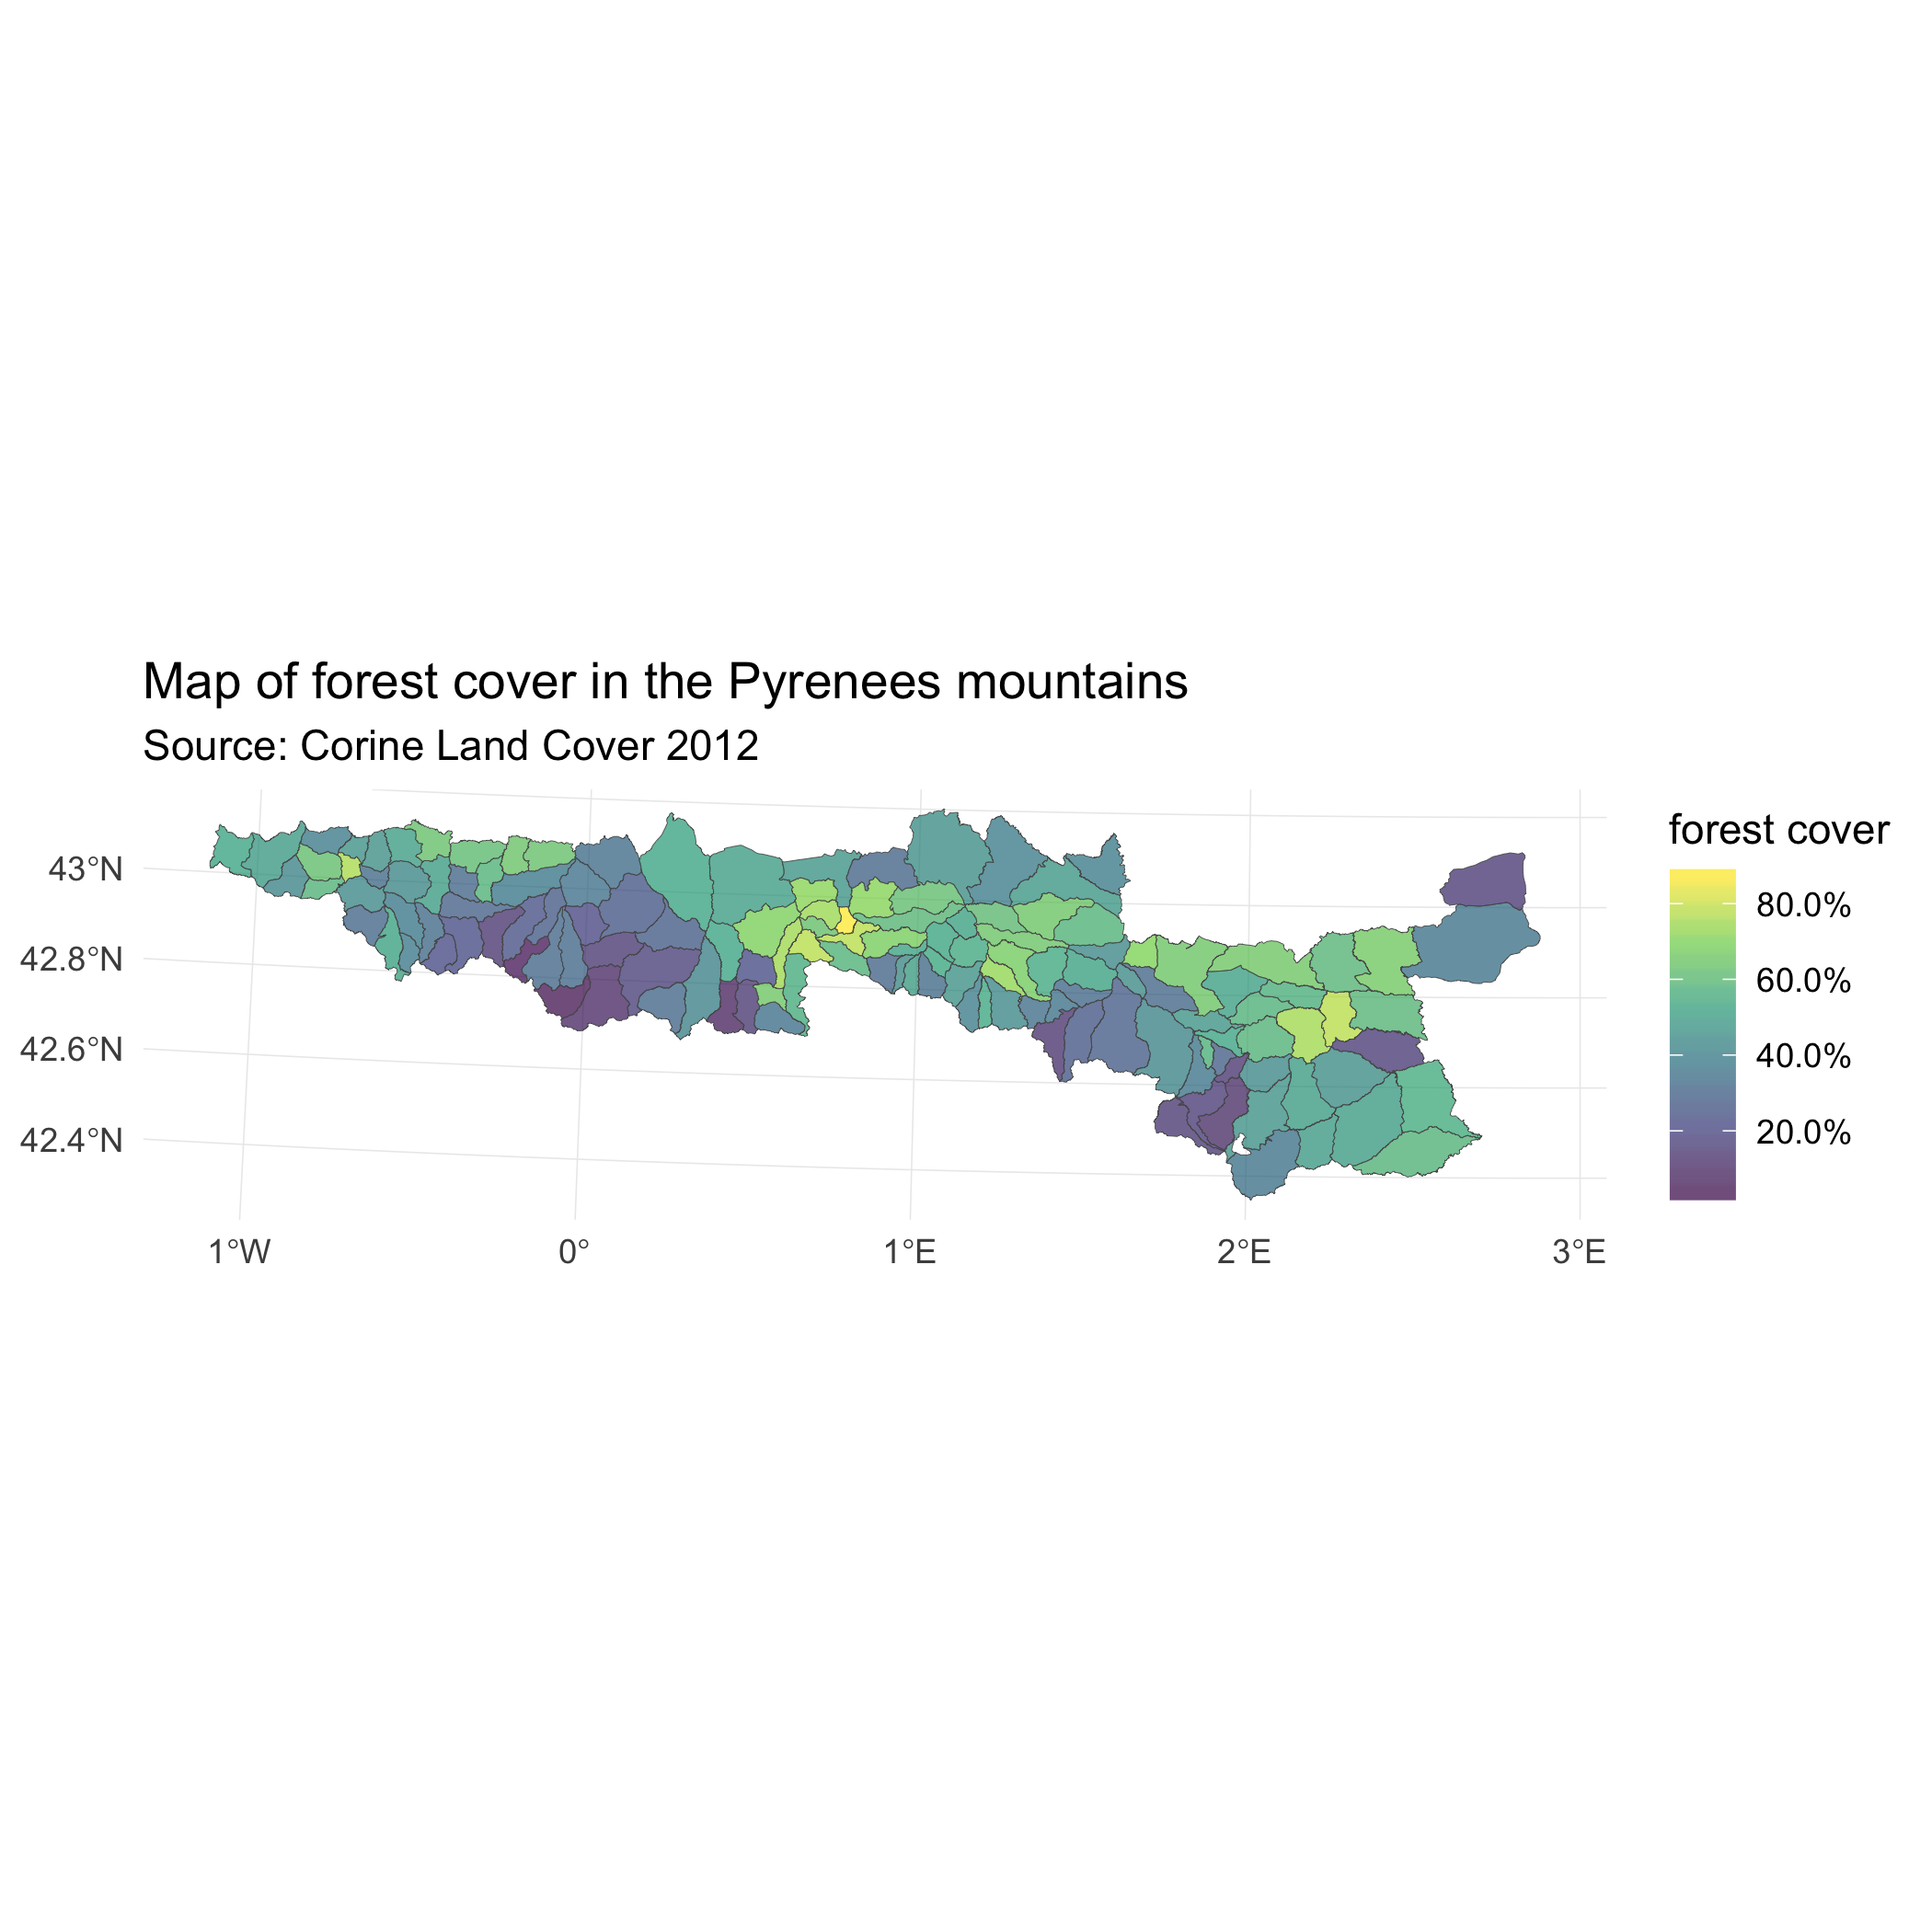 Map of forest cover in the Pyrenees mountains
Source: Corine Land Cover 2012
forest cover
80.0%
60.0%
40.0%
20.0%
43°N
42.8°N
42.6°N
42.4°N
1°W 0° 1°E 2°E 3°E